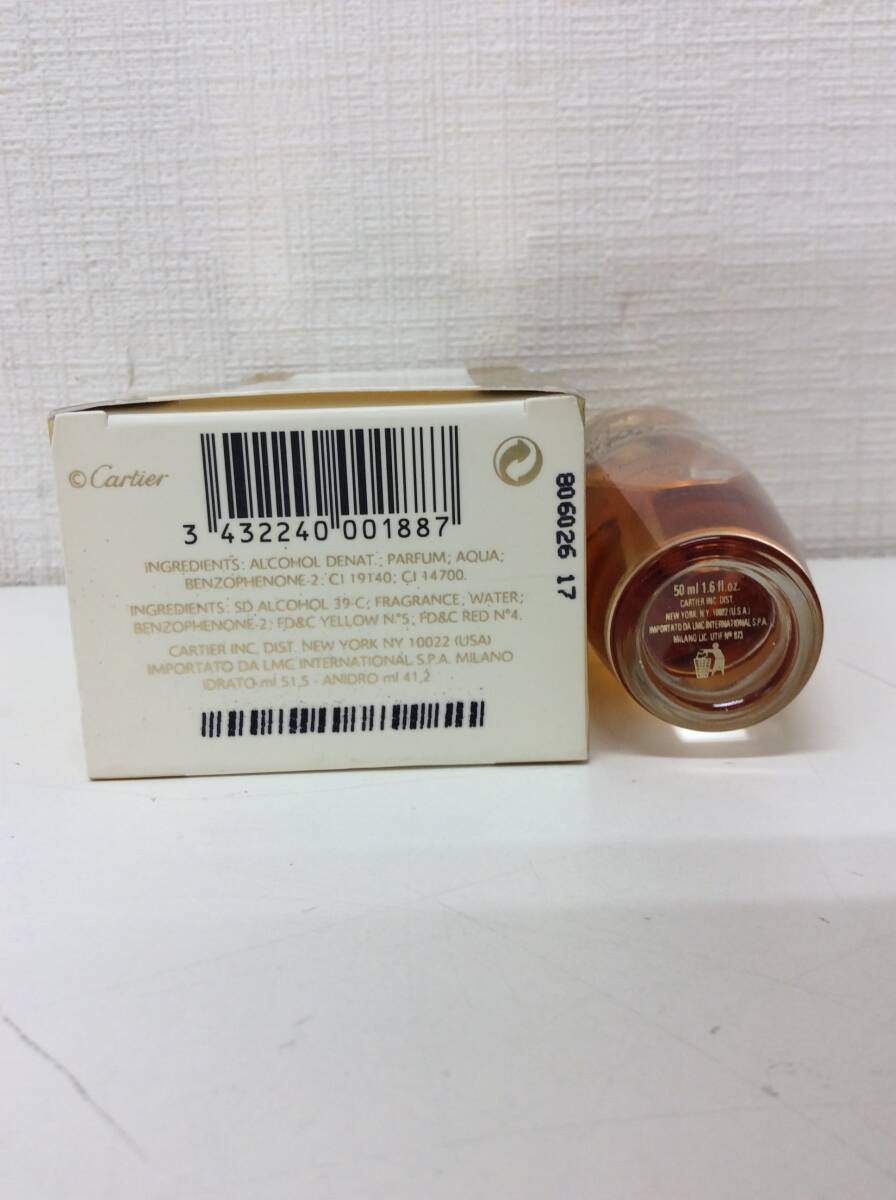 © Cartier
3 432240 001887
INGREDIENTS: ALCOHOL DENAT.; PARFUM; AQUA;
BENZOPHENONE-2; CI 19140; CI 14700.
INGREDIENTS: SD ALCOHOL 39-C; FRAGRANCE; WATER;
BENZOPHENONE-2; FD&C YELLOW N°5; FD&C RED N°4.
CARTIER INC. DIST. NEW YORK NY 10022 (USA)
IMPORTATO DA LMC INTERNATIONAL S.P.A. MILANO
IDRATO ml 51,5 - ANIDRO ml 41,2
806026 17
50 ml 1.6 fl.oz.
CARTIER INC. DIST.
NEW YORK, N.Y. 10022 (U.S.A.)
IMPORTATO DA LMC INTERNATIONAL S.P.A.
MILANO LIC. UTIF N° 873